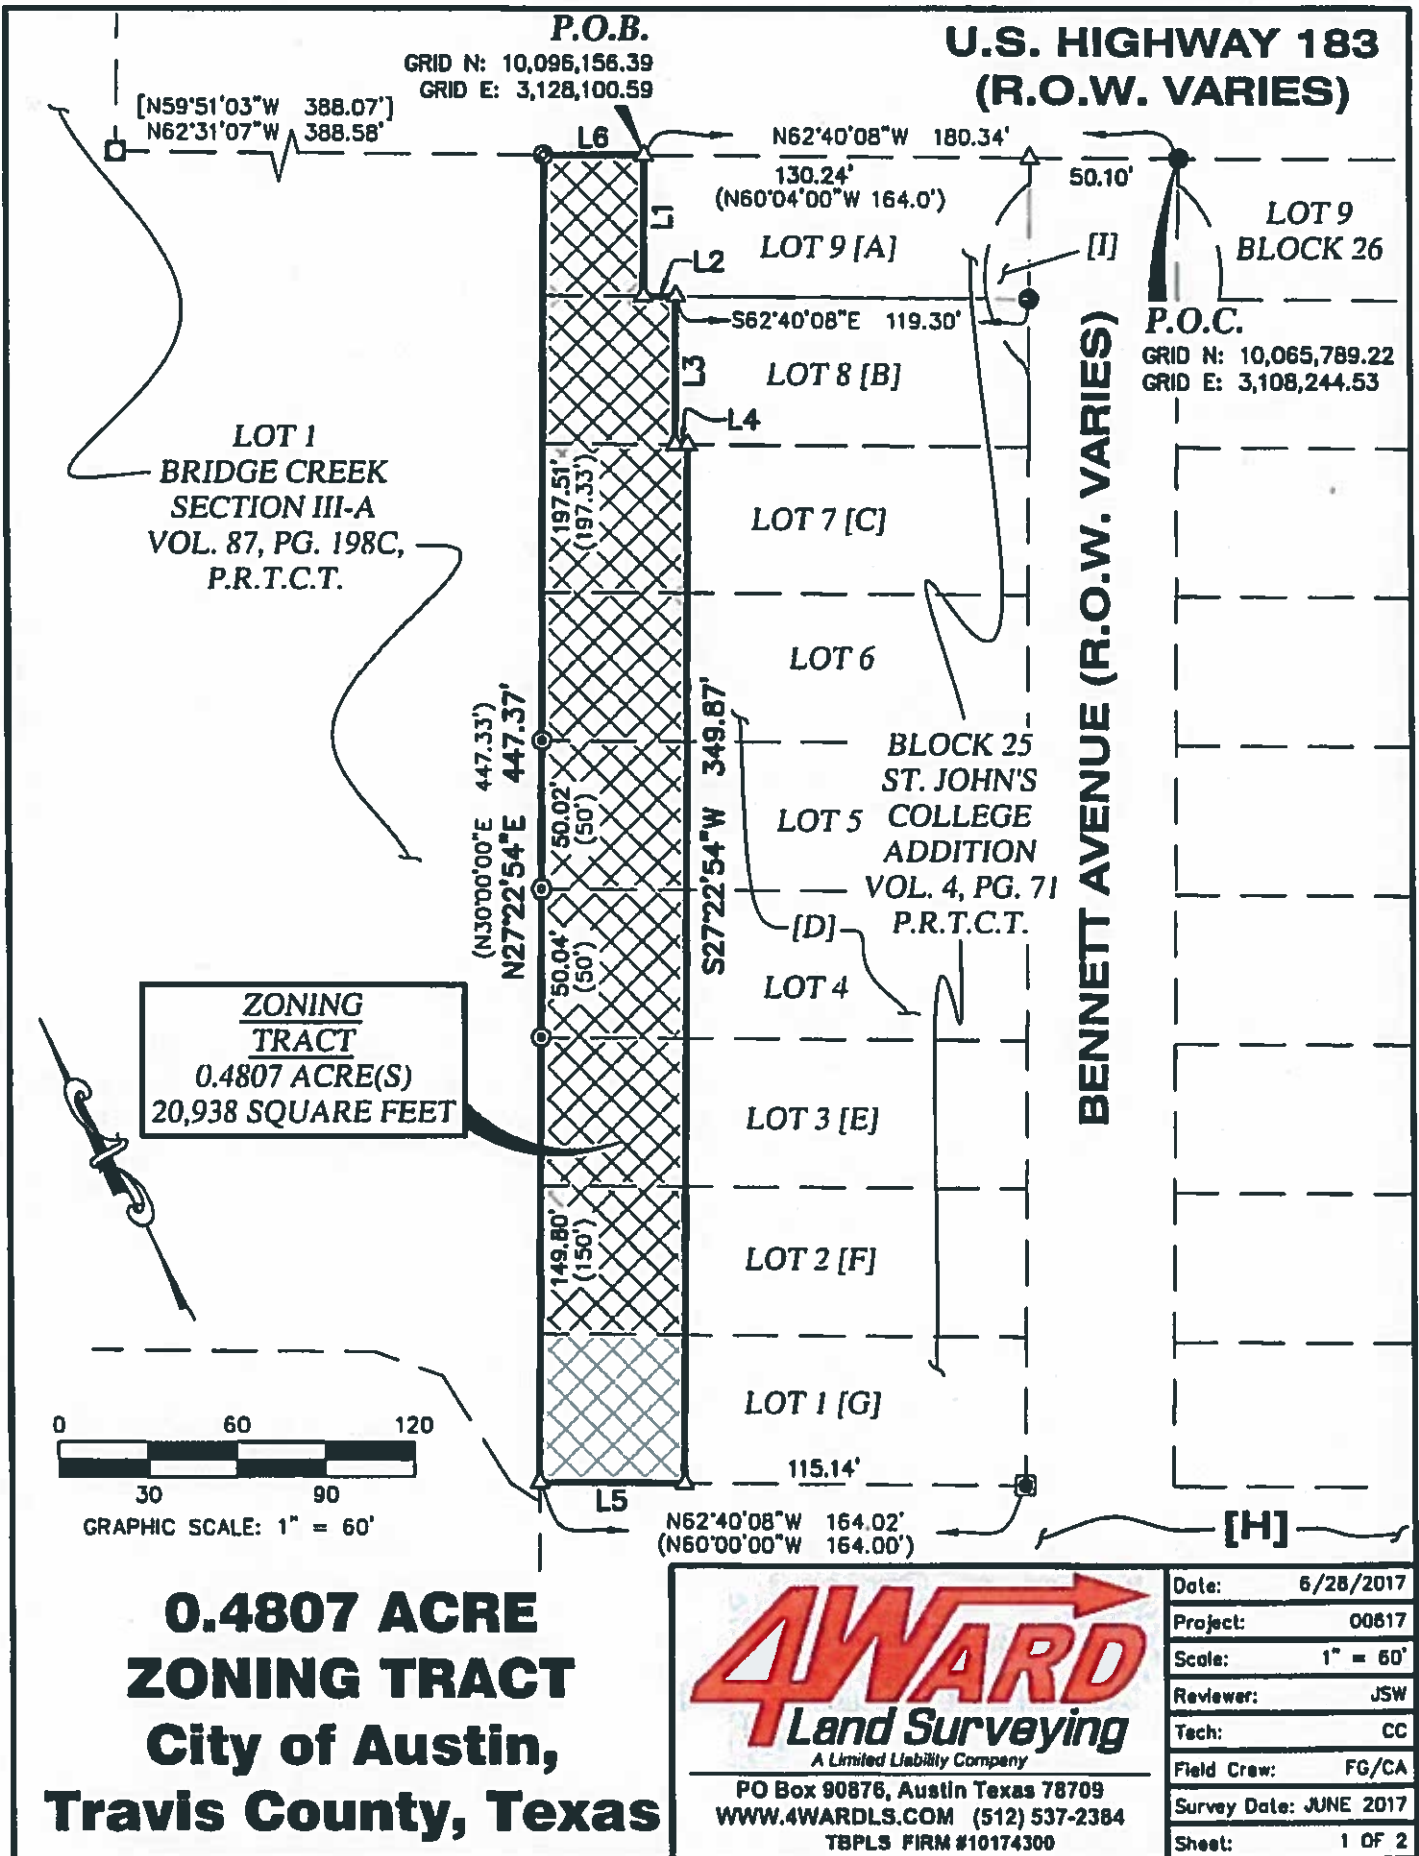 P.O.B.
GRID N: 10,096,156.39
GRID E: 3,128,100.59
U.S. HIGHWAY 183
(R.O.W. VARIES)
[N59°51'03"W 388.07']
N62°31'07"W 388.58'
L6
N62°40'08"W 180.34'
130.24'
(N60°04'00"W 164.0')
50.10'
L1
LOT 9 [A]
[I]
LOT 9
BLOCK 26
L2
S62°40'08"E 119.30'
P.O.C.
GRID N: 10,065,789.22
GRID E: 3,108,244.53
L3
LOT 8 [B]
L4
LOT 1
BRIDGE CREEK
SECTION III-A
VOL. 87, PG. 198C,
P.R.T.C.T.
197.51'
(197.33')
LOT 7 [C]
LOT 6
BENNETT AVENUE (R.O.W. VARIES)
(N30°00'00"E 447.33')
N27°22'54"E 447.37'
S27°22'54"W 349.87'
50.02'
(50')
LOT 5
BLOCK 25
ST. JOHN'S
COLLEGE
ADDITION
VOL. 4, PG. 71
P.R.T.C.T.
[D]
50.04'
(50')
LOT 4
ZONING
TRACT
0.4807 ACRE(S)
20,938 SQUARE FEET
LOT 3 [E]
149.80'
(150')
LOT 2 [F]
LOT 1 [G]
115.14'
L5
N62°40'08"W 164.02'
(N60°00'00"W 164.00')
[H]
0 60 120
30 90
GRAPHIC SCALE: 1" = 60'
0.4807 ACRE
ZONING TRACT
City of Austin,
Travis County, Texas
4WARD
Land Surveying
A Limited Liability Company
PO Box 90876, Austin Texas 78709
WWW.4WARDLS.COM (512) 537-2384
TBPLS FIRM #10174300
Date: 6/28/2017
Project: 00617
Scale: 1" = 60'
Reviewer: JSW
Tech: CC
Field Crew: FG/CA
Survey Date: JUNE 2017
Sheet: 1 OF 2